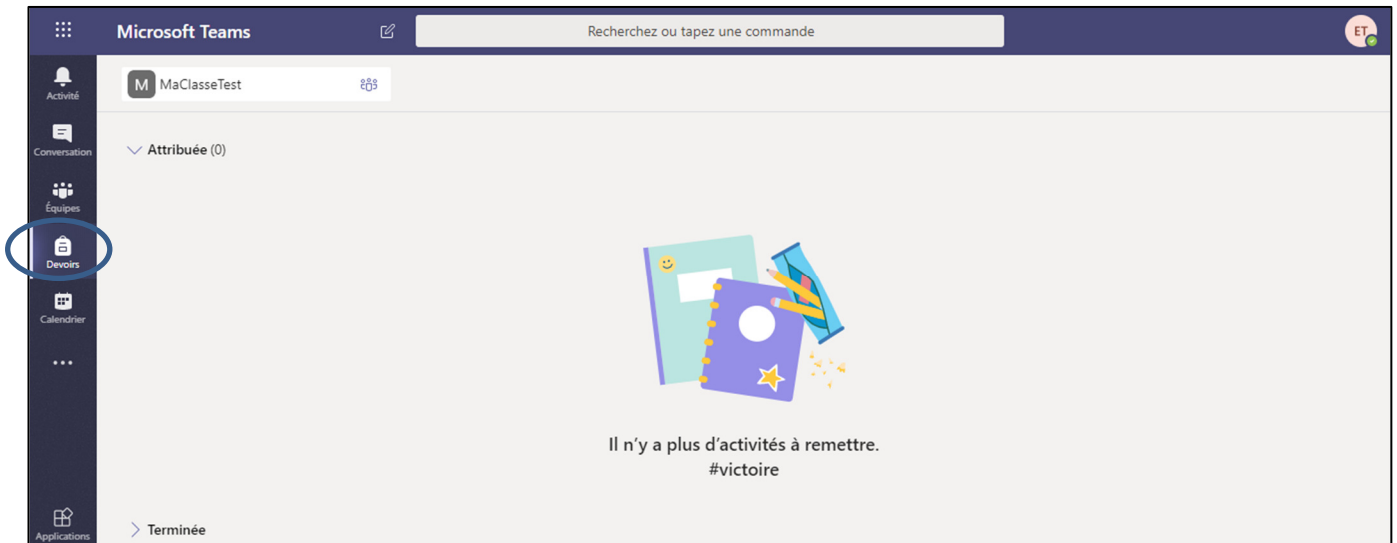 Microsoft Teams
Recherchez ou tapez une commande
ET
Activité
Conversation
Équipes
Devoirs
Calendrier
Applications
M MaClasseTest
Attribuée (0)
Il n’y a plus d’activités à remettre.
#victoire
Terminée